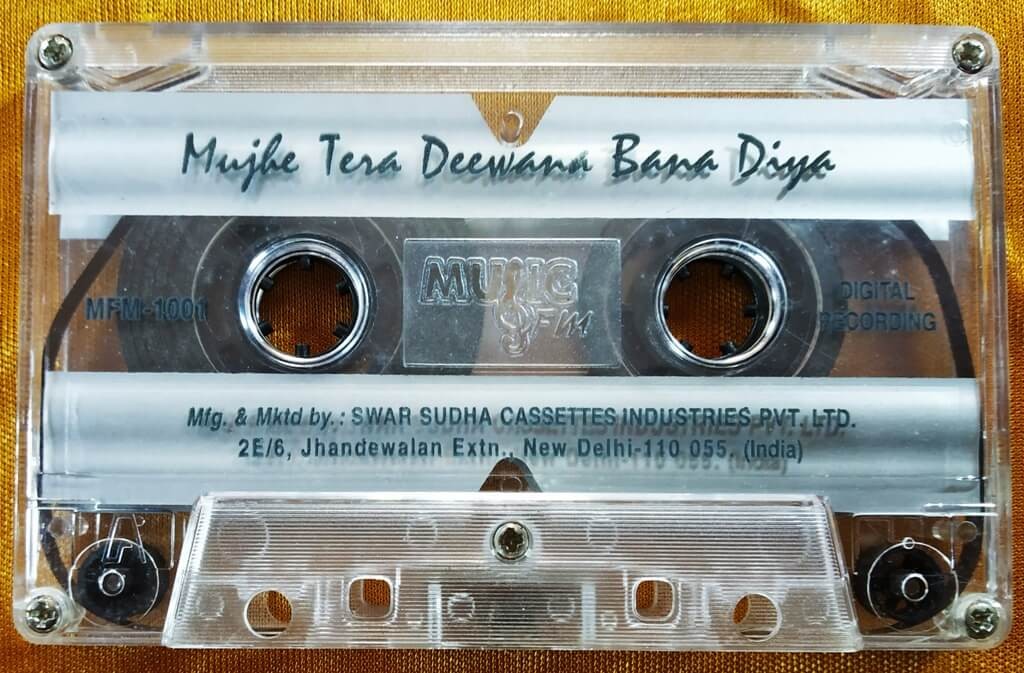 Mujhe Tera Deewana Bana Diya
MUSIC
FM
MFM-1001
DIGITAL
RECORDING
Mfg. & Mktd by.: SWAR SUDHA CASSETTES INDUSTRIES PVT. LTD.
2E/6, Jhandewalan Extn., New Delhi-110 055. (India)
A